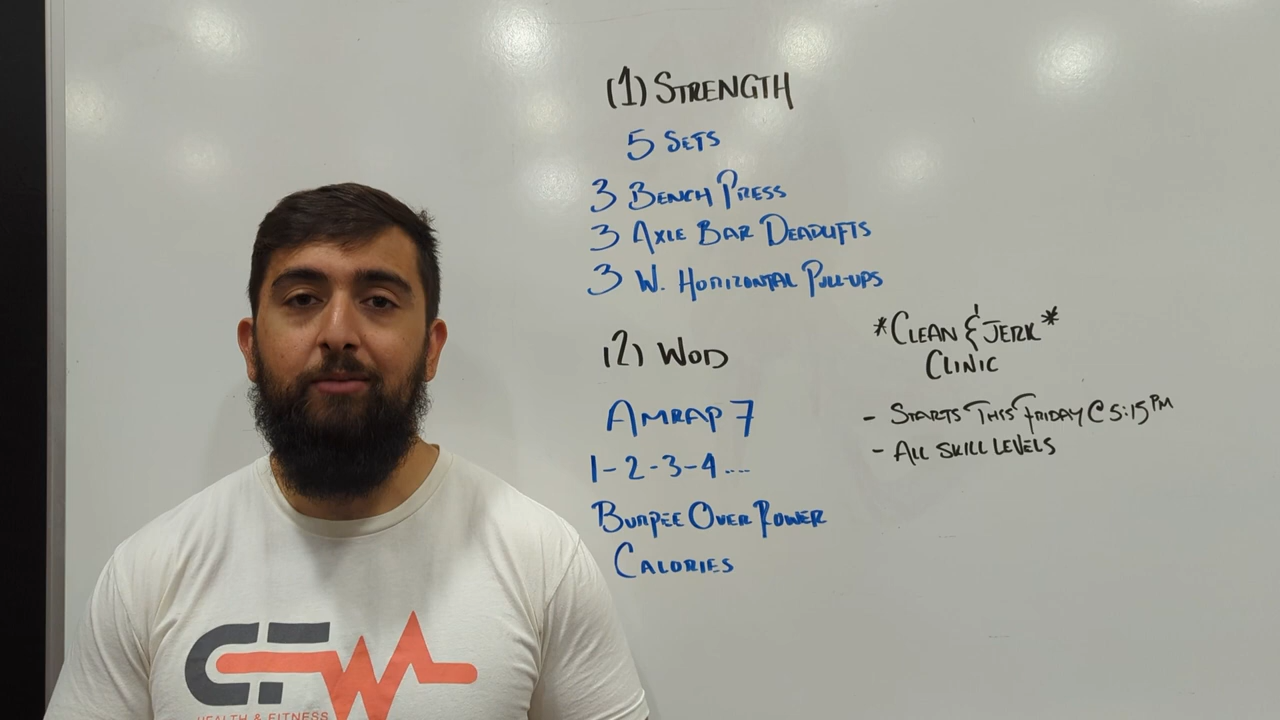 (1) STRENGTH
5 SETS
3 BENCH PRESS
3 AXLE BAR DEADLIFTS
3 W. HORIZONTAL PULL-UPS
(2) WOD
AMRAP 7
1-2-3-4....
BURPEE OVER ROWER
CALORIES
*CLEAN & JERK*
CLINIC
- STARTS THIS FRIDAY @ 5:15PM
- ALL SKILL LEVELS
CFW
HEALTH & FITNESS